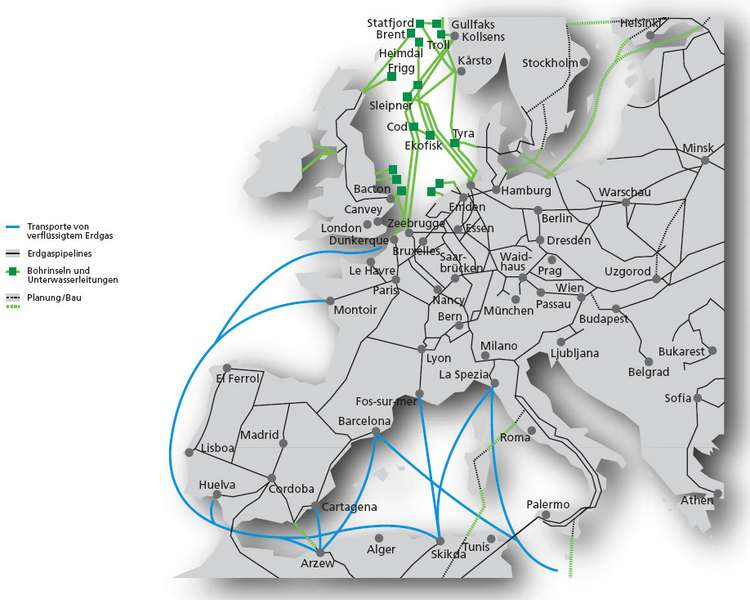 Statfjord
Gullfaks
Helsinki
Brent
Kollsens
Troll
Heimdal
Kårstø
Stockholm
Frigg
Sleipner
Cod
Tyra
Ekofisk
Minsk
Bacton
Hamburg
Warschau
Emden
Canvey
Berlin
London
Zeebrugge
Essen
Transporte von
verflüssigtem Erdgas
Dunkerque
Dresden
Bruxelles
Saar-
brücken
Waid-
haus
Erdgaspipelines
Le Havre
Prag
Uzgorod
Bohrinseln und
Unterwasserleitungen
Paris
Wien
Planung/Bau
Nancy
Passau
Montoir
München
Bern
Budapest
Milano
Ljubljana
Bukarest
Lyon
Belgrad
El Ferrol
La Spezia
Sofia
Fos-sur-mer
Barcelona
Madrid
Roma
Lisboa
Huelva
Cordoba
Athen
Cartagena
Palermo
Alger
Skikda
Tunis
Arzew